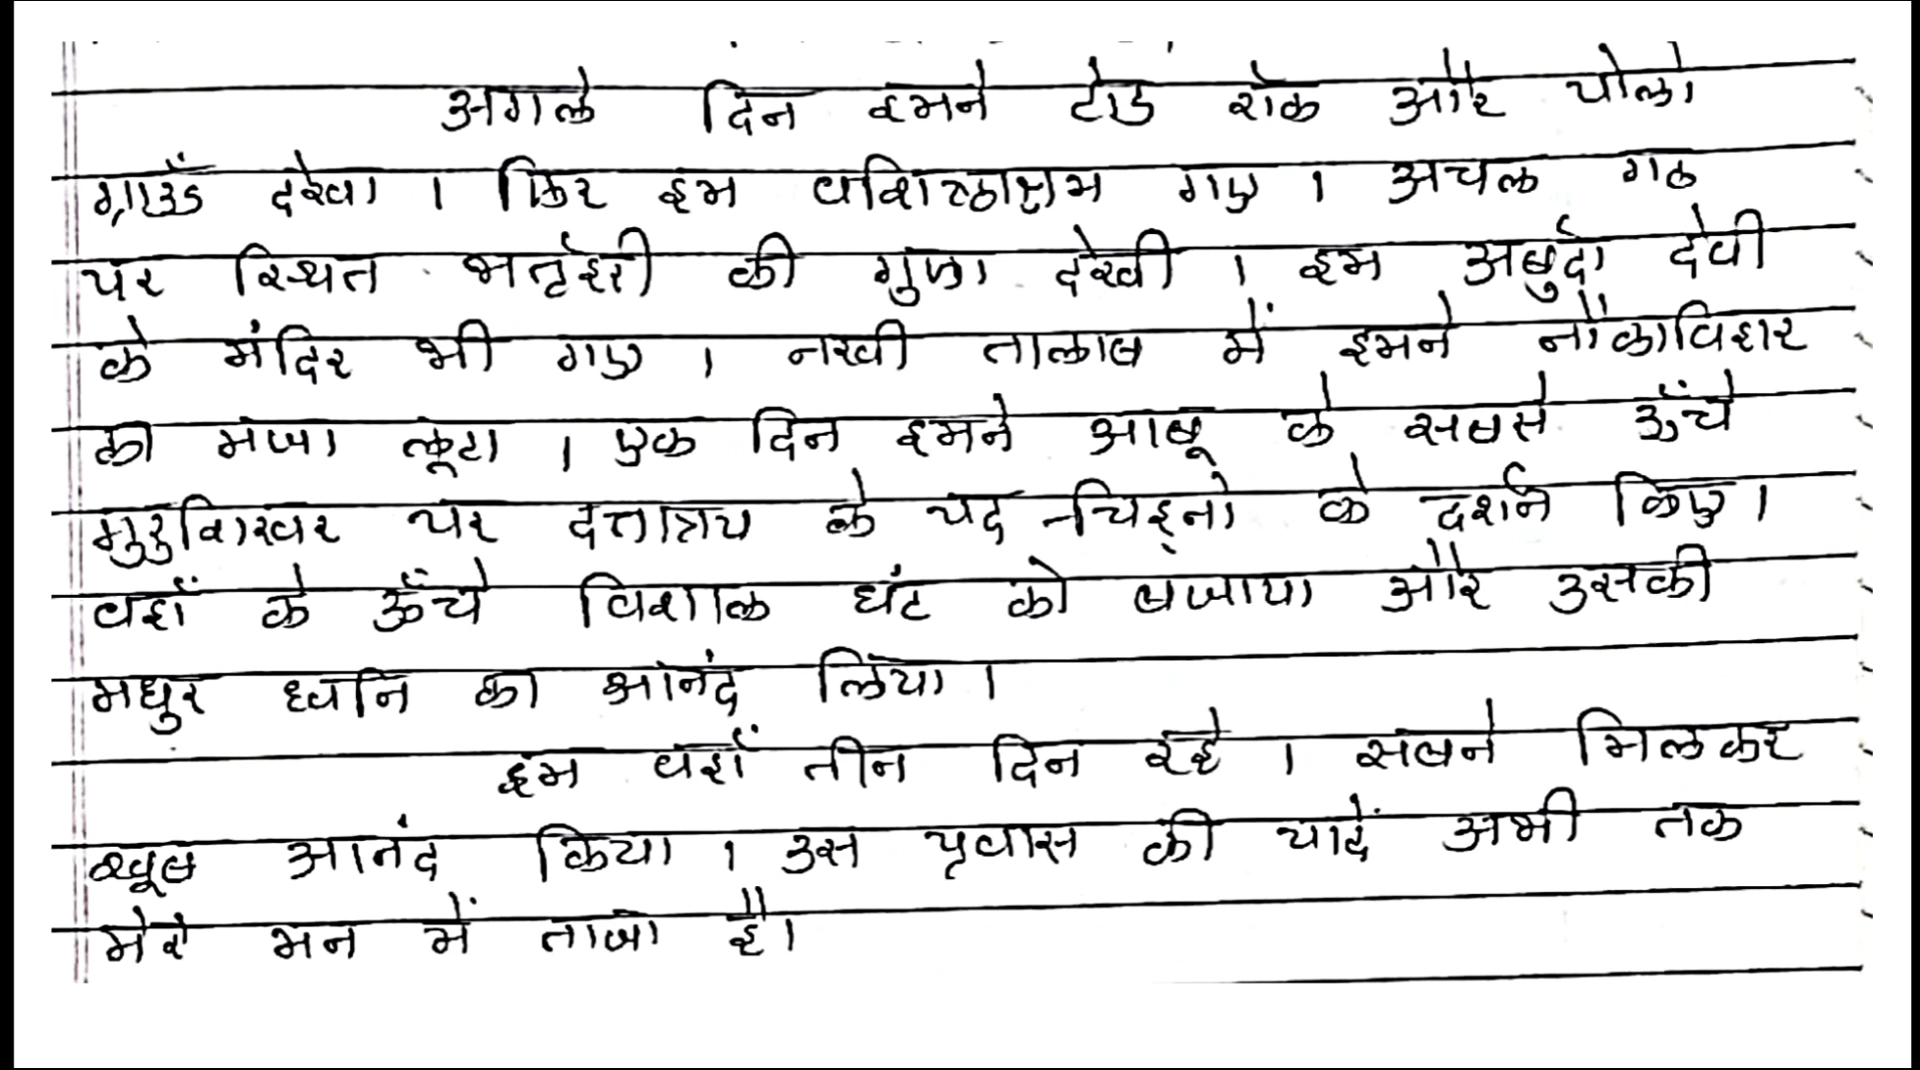 अगले दिन हमने टोड रोक और पोलो
ग्राउँड देखा । फिर हम वशिष्ठाश्रम गए । अचल गढ
पर स्थित भर्तृहरी की गुफा देखी । हम अबुर्दा देवी
के मंदिर भी गए । नखी तालाब में हमने नौकाविहार
का मजा लूटा । एक दिन हमने आबू के सबसे ऊँचे
गुरुशिखर पर दत्तात्रय के पद चिह्नो के दर्शन किए ।
वहाँ के ऊँचे विशाल घंट को बजाया और उसकी
मधुर ध्वनि का आनंद लिया ।
हम वहाँ तीन दिन रहे । सबने मिलकर
खूब आनंद किया । उस प्रवास की यादें अभी तक
मेरे मन में ताजा है।